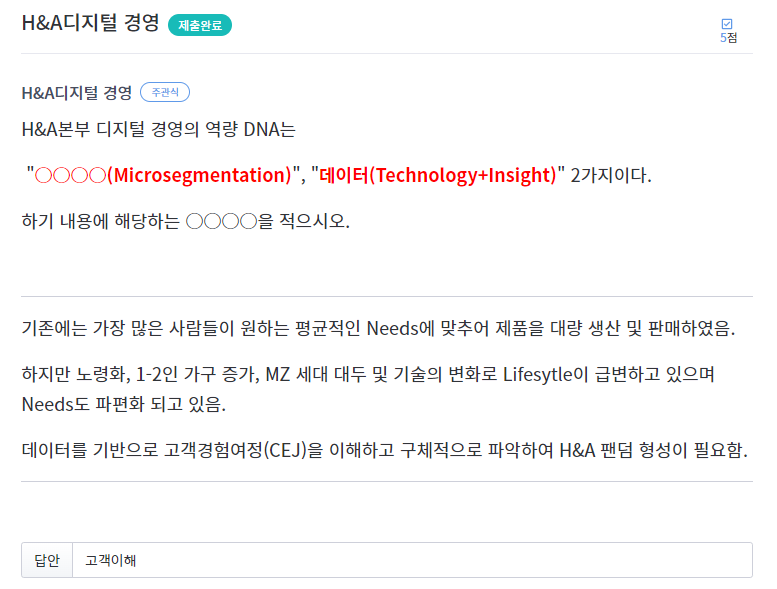 H&A디지털 경영 제출완료
5점
H&A디지털 경영 주관식
H&A본부 디지털 경영의 역량 DNA는
"○○○○(Microsegmentation)", "데이터(Technology+Insight)" 2가지이다.
하기 내용에 해당하는 ○○○○을 적으시오.
기존에는 가장 많은 사람들이 원하는 평균적인 Needs에 맞추어 제품을 대량 생산 및 판매하였음.
하지만 노령화, 1-2인 가구 증가, MZ 세대 대두 및 기술의 변화로 Lifesytle이 급변하고 있으며
Needs도 파편화 되고 있음.
데이터를 기반으로 고객경험여정(CEJ)을 이해하고 구체적으로 파악하여 H&A 팬덤 형성이 필요함.
답안 고객이해